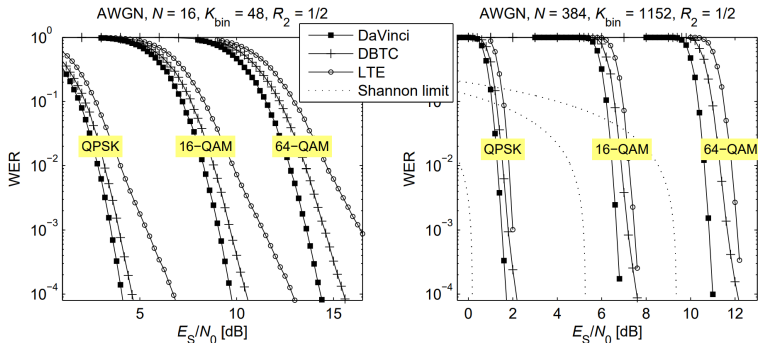 AWGN, N = 16, K_bin = 48, R_2 = 1/2
AWGN, N = 384, K_bin = 1152, R_2 = 1/2
DaVinci
DBTC
LTE
Shannon limit
10^0
10^-1
10^-2
10^-3
10^-4
WER
QPSK
16-QAM
64-QAM
5
10
15
E_S/N_0 [dB]
10^0
10^-1
10^-2
10^-3
10^-4
WER
QPSK
16-QAM
64-QAM
0
2
4
6
8
10
12
E_S/N_0 [dB]